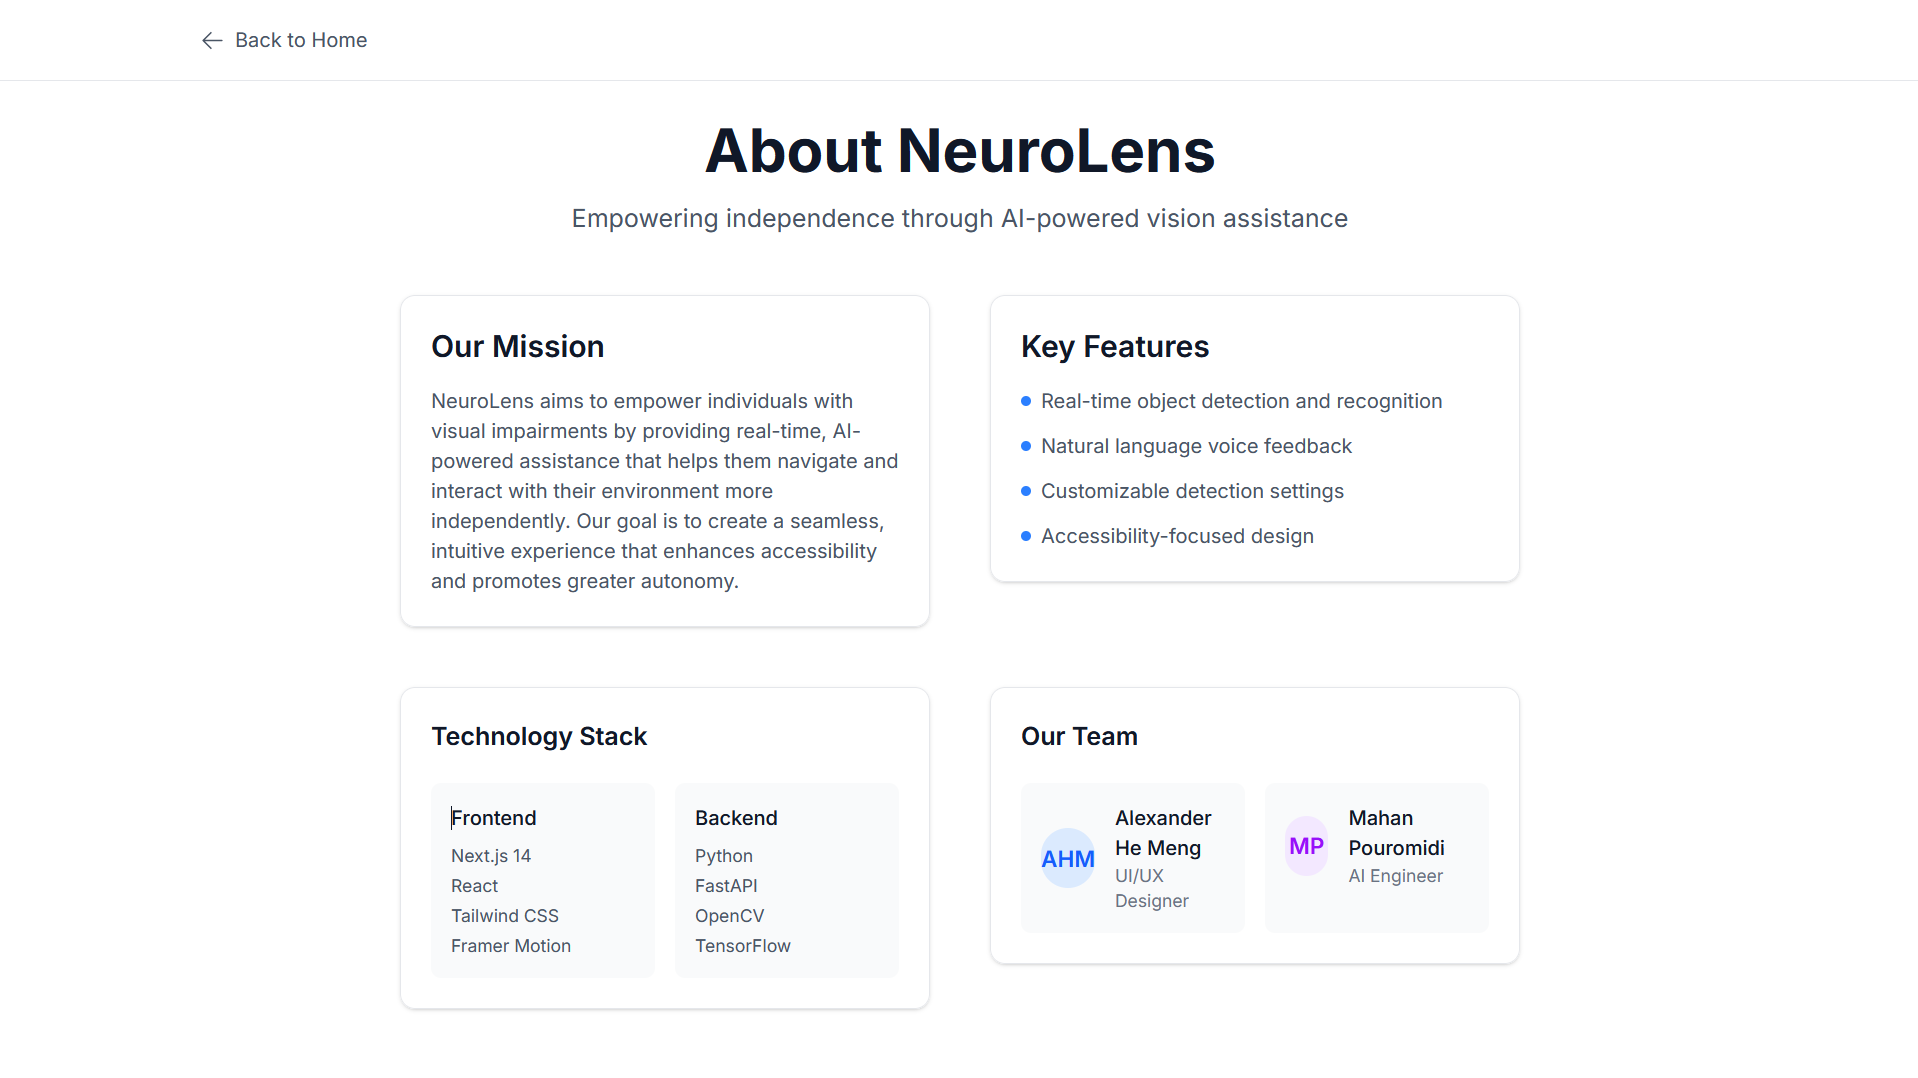 Back to Home
About NeuroLens
Empowering independence through AI-powered vision assistance
Our Mission
NeuroLens aims to empower individuals with
visual impairments by providing real-time, AI-
powered assistance that helps them navigate and
interact with their environment more
independently. Our goal is to create a seamless,
intuitive experience that enhances accessibility
and promotes greater autonomy.
Key Features
Real-time object detection and recognition
Natural language voice feedback
Customizable detection settings
Accessibility-focused design
Technology Stack
Frontend
Next.js 14
React
Tailwind CSS
Framer Motion
Backend
Python
FastAPI
OpenCV
TensorFlow
Our Team
AHM
Alexander
He Meng
UI/UX
Designer
MP
Mahan
Pouromidi
AI Engineer